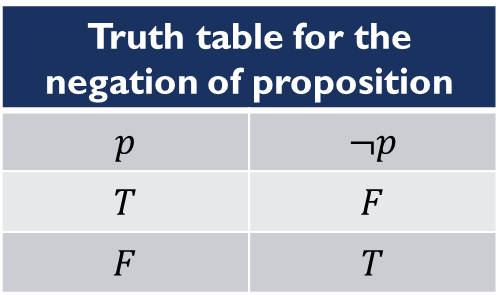 Truth table for the
negation of proposition
p ¬p
T F
F T